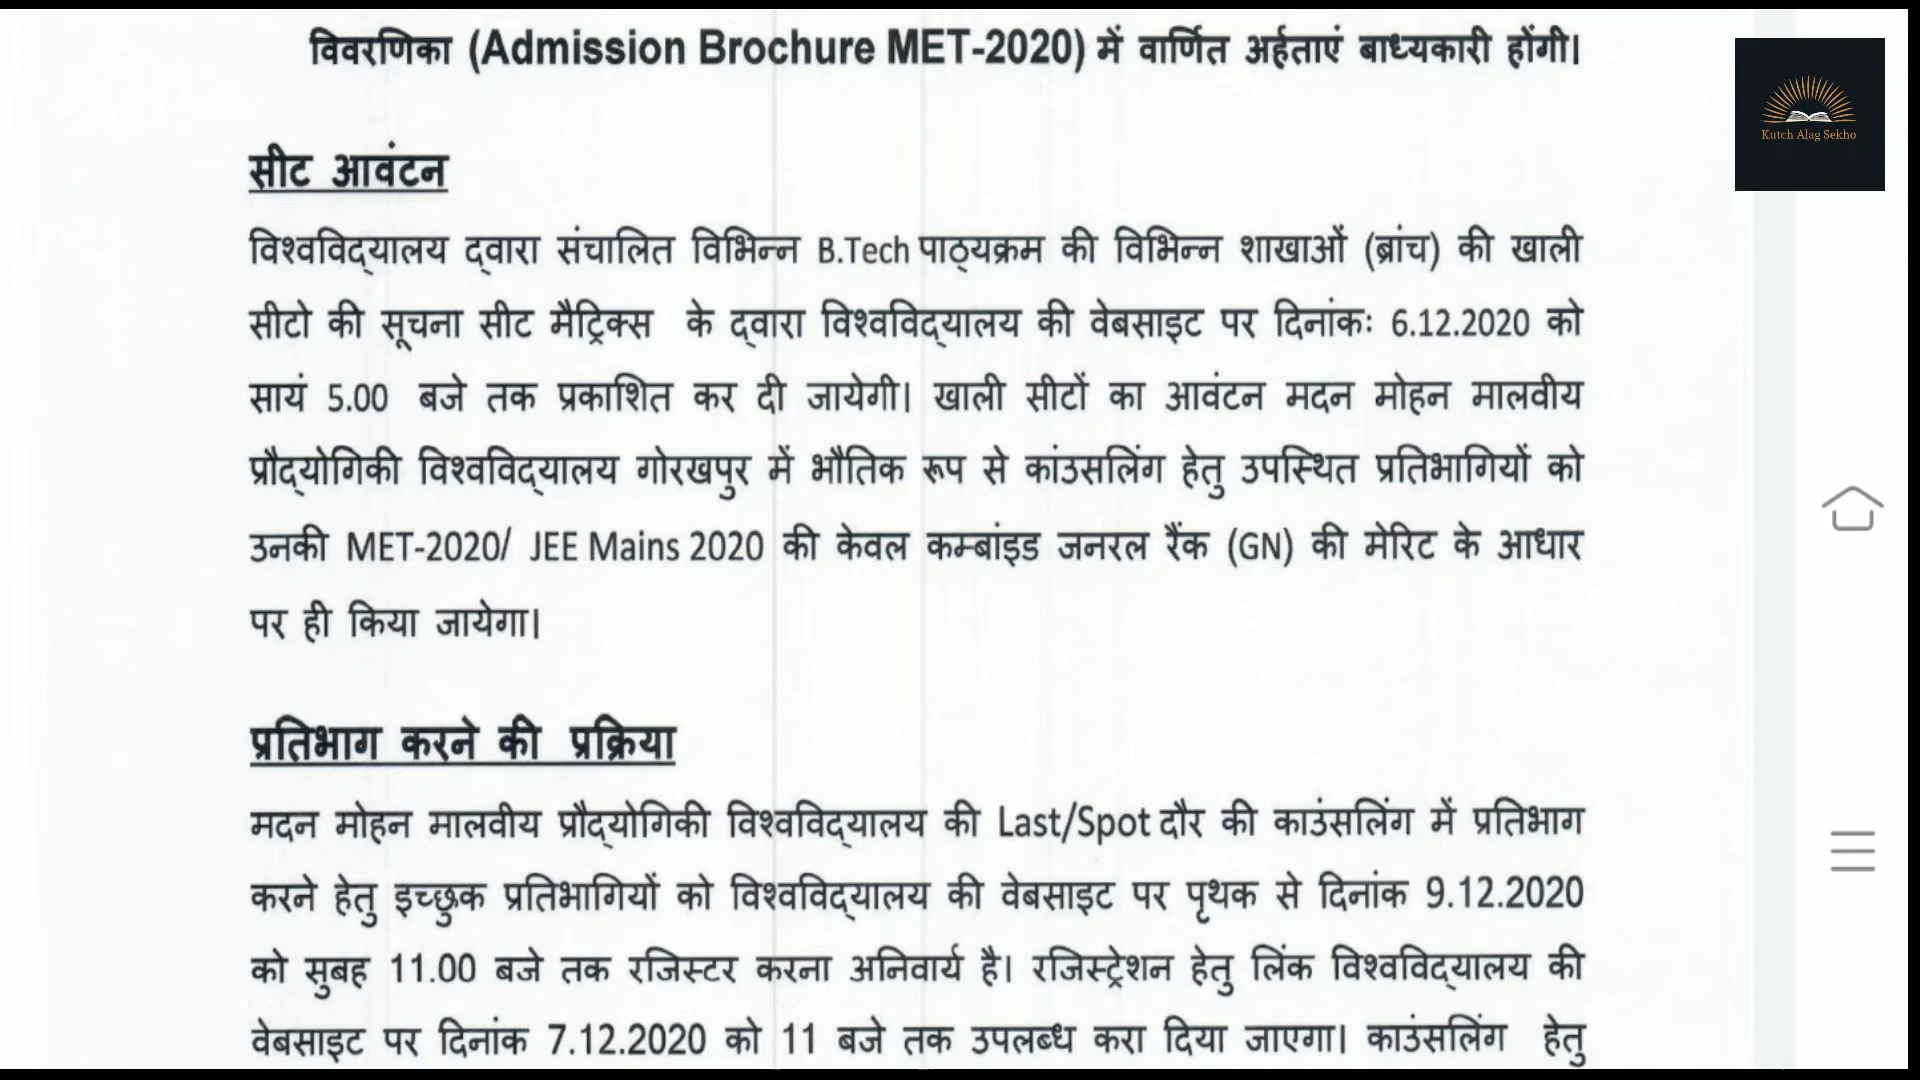 विवरणिका (Admission Brochure MET-2020) में वार्णित अर्हताएं बाध्यकारी होंगी।
Kutch Alag Sekho
सीट आवंटन
विश्वविद्यालय द्वारा संचालित विभिन्न B.Tech पाठ्यक्रम की विभिन्न शाखाओं (ब्रांच) की खाली
सीटो की सूचना सीट मैट्रिक्स के द्वारा विश्वविद्यालय की वेबसाइट पर दिनांकः 6.12.2020 को
सायं 5.00 बजे तक प्रकाशित कर दी जायेगी। खाली सीटों का आवंटन मदन मोहन मालवीय
प्रौद्योगिकी विश्वविद्यालय गोरखपुर में भौतिक रूप से कांउसलिंग हेतु उपस्थित प्रतिभागियों को
उनकी MET-2020/ JEE Mains 2020 की केवल कम्बांइड जनरल रैंक (GN) की मेरिट के आधार
पर ही किया जायेगा।
प्रतिभाग करने की प्रक्रिया
मदन मोहन मालवीय प्रौद्योगिकी विश्वविद्यालय की Last/Spot दौर की काउंसलिंग में प्रतिभाग
करने हेतु इच्छुक प्रतिभागियों को विश्वविद्यालय की वेबसाइट पर पृथक से दिनांक 9.12.2020
को सुबह 11.00 बजे तक रजिस्टर करना अनिवार्य है। रजिस्ट्रेशन हेतु लिंक विश्वविद्यालय की
वेबसाइट पर दिनांक 7.12.2020 को 11 बजे तक उपलब्ध करा दिया जाएगा। काउंसलिंग हेतु